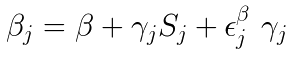 β_j = β + γ_j S_j + ϵ_j^β γ_j